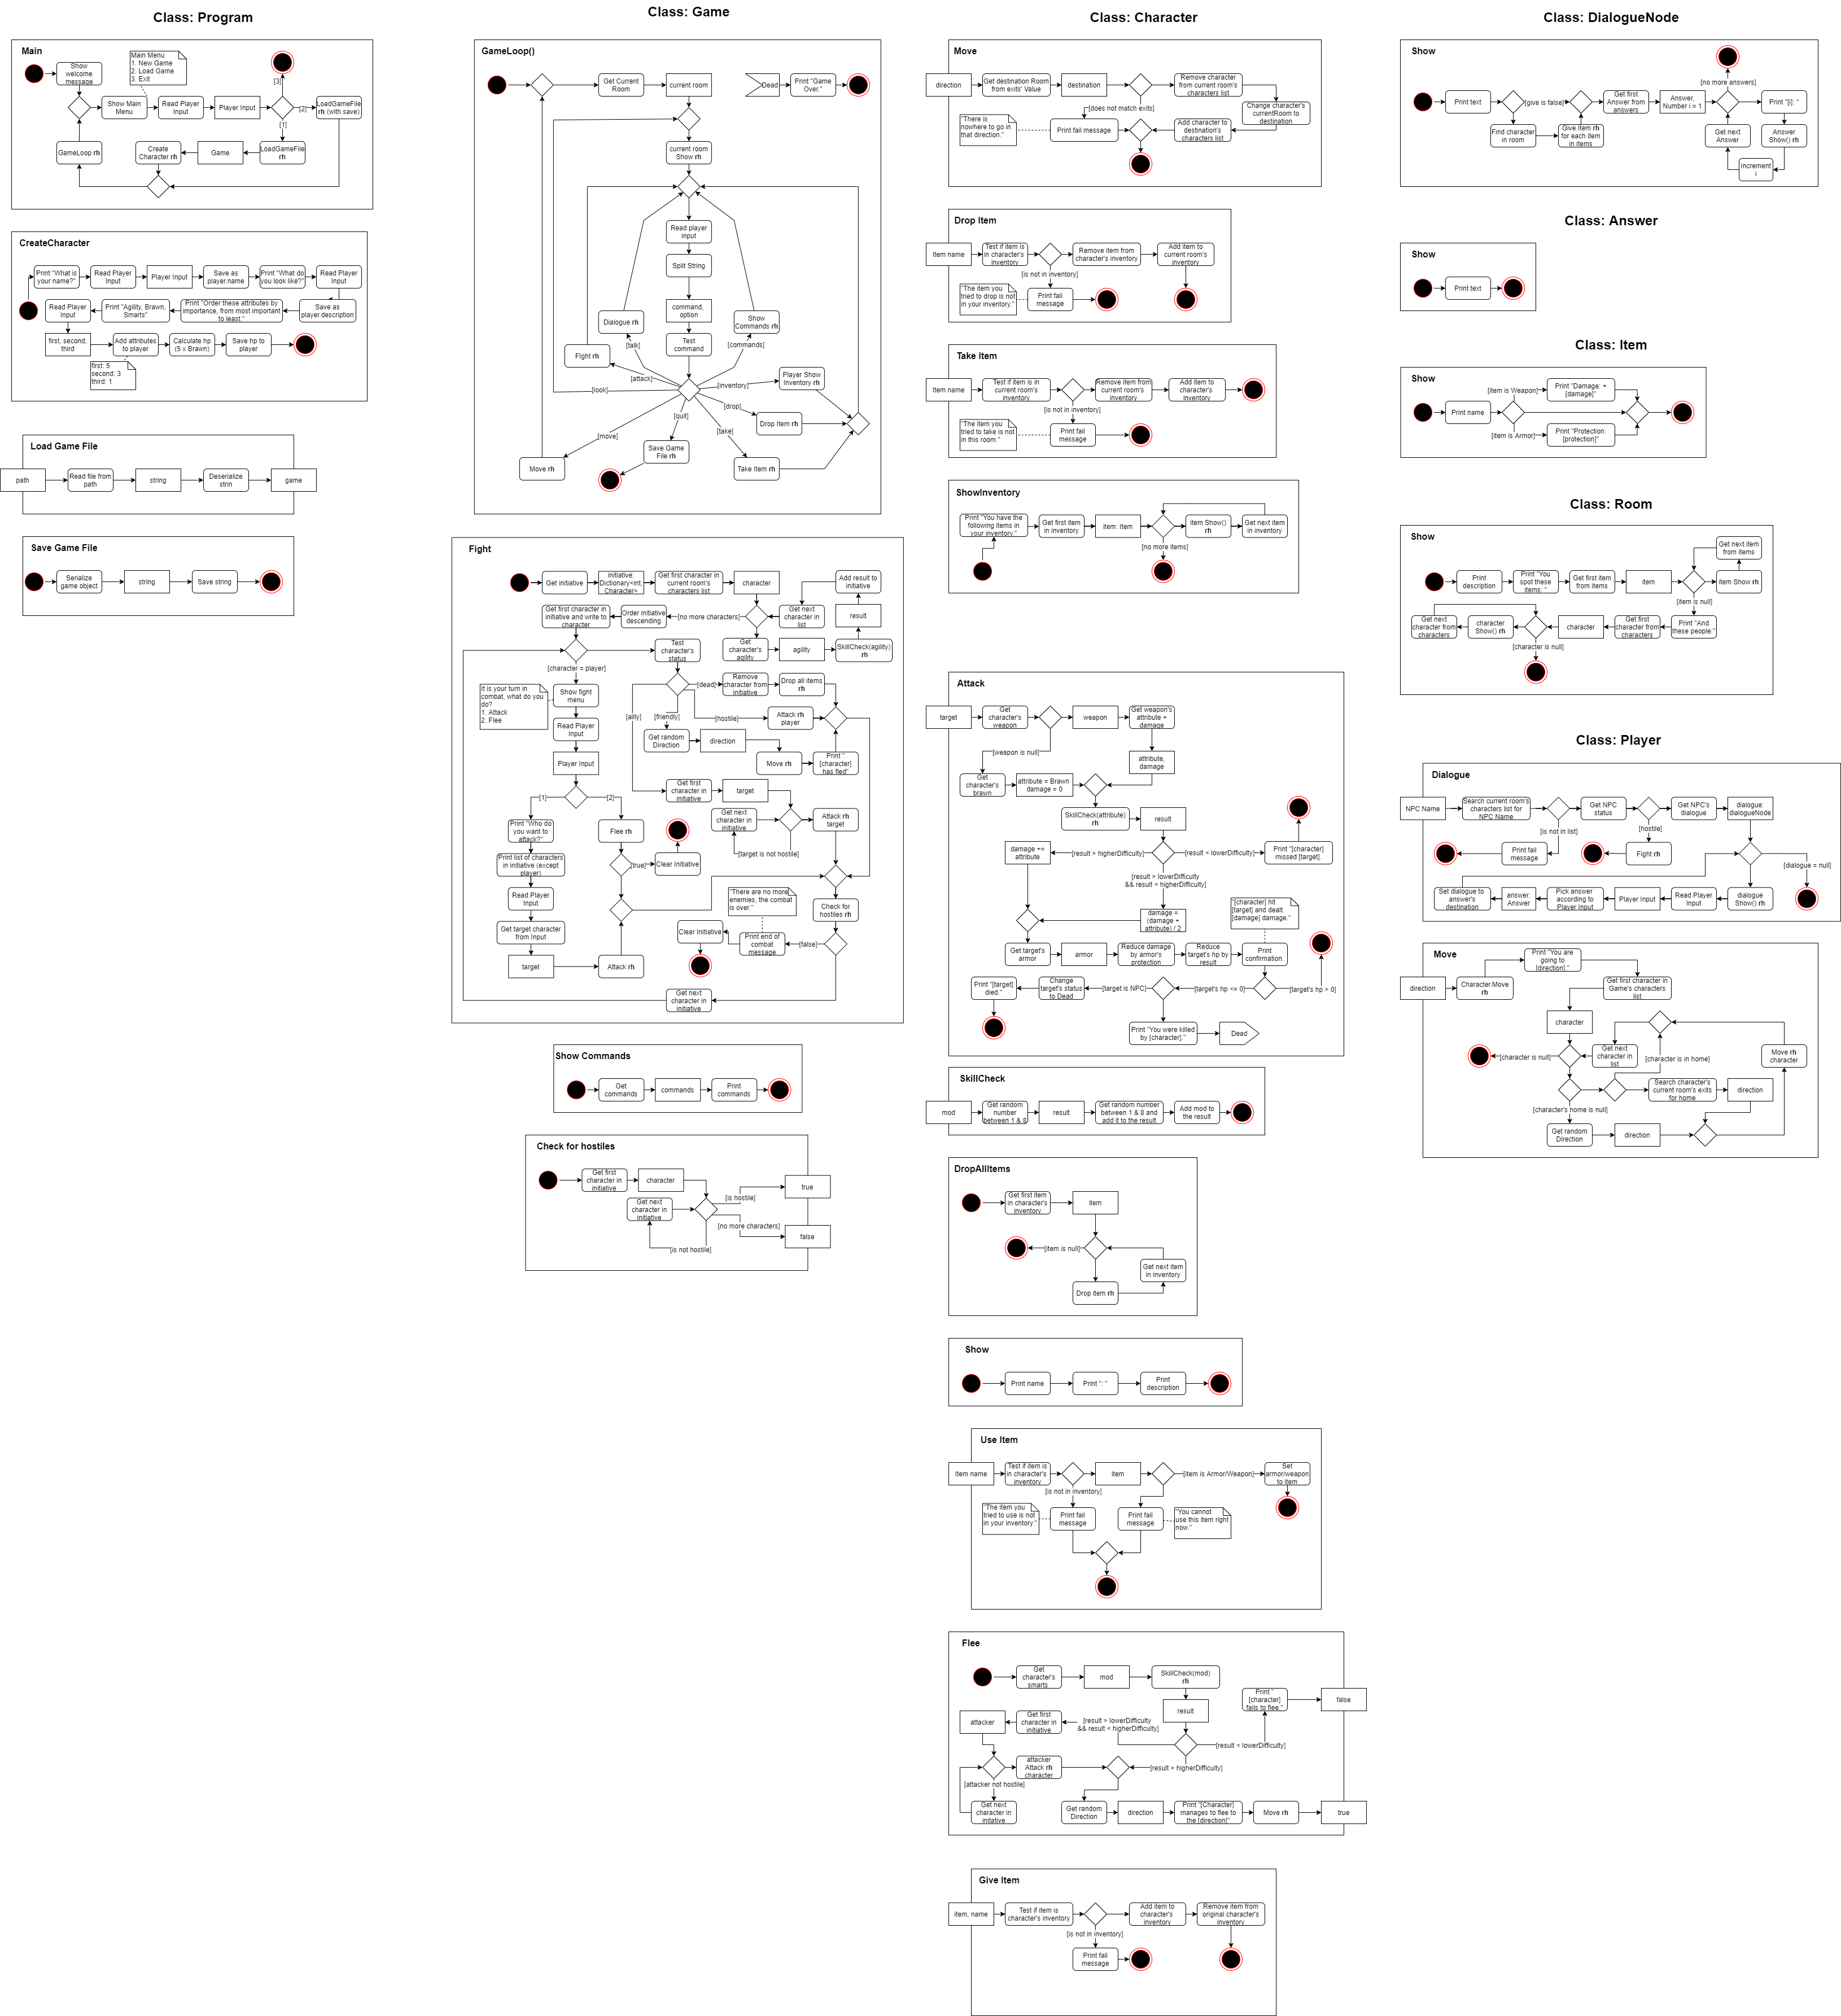 Class: Program
Main
Show
welcome
message
Main Menu
1. New Game
2. Load Game
3. Exit
[3]
Show Main
Menu
Read Player
Input
Player Input
[2]
LoadGameFile
rh (with save)
[1]
GameLoop rh
Create
Character rh
Game
LoadGameFile
rh
CreateCharacter
Print "What is
your name?"
Read Player
Input
Player Input
Save as
player.name
Print "What do
you look like?"
Read Player
Input
Read Player
Input
Print "Agility, Brawn,
Smarts"
Print "Order these attributes by
importance, from most important
to least."
Save as
player.description
first, second,
third
Add attributes
to player
Calculate hp
(5 x Brawn)
Save hp to
player
first: 5
second: 3
third: 1
Load Game File
path
Read file from
path
string
Deserialize
strin
game
Save Game File
Serialize
game object
string
Save string
Class: Game
GameLoop()
Get Current
Room
current room
Dead
Print "Game
Over."
current room
Show rh
Read player
input
Split String
command,
option
Test
command
Dialogue rh
Show
Commands rh
[talk]
[commands]
Fight rh
[attack]
[look]
[inventory]
Player Show
Inventory rh
[drop]
Drop Item rh
[quit]
[move]
[take]
Save Game
File rh
Move rh
Take Item rh
Fight
Get initiative
initiative:
Dictionary<int,
Character>
Get first character in
current room's
characters list
character
Add result to
initiative
Get first character in
initiative and write to
character
Order initiative
descending
[no more characters]
Get next
character in
list
result
Get
character's
agility
agility
SkillCheck(agility)
rh
Test
character's
status
[character = player]
It is your turn in
combat, what do you
do?
1. Attack
2. Flee
Show fight
menu
[dead]
Remove
character from
initiative
Drop all items
rh
[ally]
[friendly]
[hostile]
Attack rh
player
Read Player
Input
Get random
Direction
direction
Player Input
Move rh
Print "
[character]
has fled"
Get first
character in
initiative
target
[1]
[2]
Print "Who do
you want to
attack?"
Flee rh
Get next
character in
initiative
Attack rh
target
[target is not hostile]
Print list of characters
in initiative (except
player)
[true]
Clear Initiative
Read Player
Input
"There are no more
enemies, the combat
is over."
Check for
hostiles rh
Get target character
from Input
Clear Initiative
Print end of
combat
message
[false]
target
Attack rh
Get next
character in
initiative
Show Commands
Get
commands
commands
Print
commands
Check for hostiles
Get first
character in
initiative
character
[is hostile]
true
Get next
character in
initiative
[no more characters]
false
[is not hostile]
Class: Character
Move
direction
Get destination Room
from exits' Value
destination
Remove character
from current room's
characters list
[does not match exits]
Change character's
currentRoom to
destination
"There is
nowhere to go in
that direction."
Print fail message
Add character to
destination's
characters list
Drop Item
Item name
Test if item is
in character's
inventory
Remove item from
character's inventory
Add item to
current room's
inventory
[is not in inventory]
"The item you
tried to drop is not
in your inventory."
Print fail
message
Take Item
Item name
Test if item is in
current room's
inventory
Remove item from
current room's
inventory
Add item to
character's
inventory
[is not in inventory]
"The item you
tried to take is not
in this room."
Print fail
message
ShowInventory
Print "You have the
following items in
your inventory."
Get first item
in inventory
item: Item
item Show()
rh
Get next item
in inventory
[no more items]
Attack
target
Get
character's
weapon
weapon
Get weapon's
attribute +
damage
[weapon is null]
attribute,
damage
Get
character's
brawn
attribute = Brawn
damage = 0
SkillCheck(attribute)
rh
result
damage +=
attribute
[result > higherDifficulty]
[result < lowerDifficulty]
Print "[character]
missed [target].
[result > lowerDifficulty
&& result < higherDifficulty]
damage =
(damage +
attribute) / 2
"[character] hit
[target] and dealt
[damage] damage."
Get target's
armor
armor
Reduce damage
by armor's
protection
Reduce
target's hp by
result
Print
confirmation.
Print "[target]
died."
Change
target's status
to Dead
[target is NPC]
[target's hp <= 0]
[target's hp > 0]
Print "You were killed
by [character]."
Dead
SkillCheck
mod
Get random
number
between 1 & 8
result
Get random number
between 1 & 8 and
add it to the result
Add mod to
the result
DropAllItems
Get first item
in character's
inventory
item
[item is null]
Get next item
in inventory
Drop item rh
Show
Print name
Print ": "
Print
description
Use Item
Item name
Test if item is
in character's
inventory
item
[item is Armor/Weapon]
Set
armor/weapon
to item
[is not in inventory]
"The item you
tried to use is not
in your inventory."
Print fail
message
Print fail
message
"You cannot
use this item right
now."
Flee
Get
character's
smarts
mod
SkillCheck(mod)
rh
Print "
[character]
fails to flee."
false
result
attacker
Get first
character in
initiative
[result > lowerDifficulty
&& result < higherDifficulty]
[result < lowerDifficulty]
attacker
Attack rh
character
[result > higherDifficulty]
[attacker not hostile]
Get next
character in
initative
Get random
Direction
direction
Print "[Character]
manages to flee to
the [direction]"
Move rh
true
Give Item
item, name
Test if item is
character's inventory
Add item to
character's
inventory
Remove item from
original character's
inventory
[is not in inventory]
Print fail
message
Class: DialogueNode
Show
[no more answers]
Print text
[give is false]
Get first
Answer from
answers
Answer,
Number i = 1
Print "[i]: "
Find character
in room
Give item rh
for each item
in items
Get next
Answer
Answer
Show() rh
Increment
i
Class: Answer
Show
Print text
Class: Item
Show
[item is Weapon]
Print "Damage: +
[damage]"
Print name
[item is Armor]
Print "Protection:
[protection]"
Class: Room
Show
Get next item
from items
Print
description
Print "You
spot these
items: "
Get first item
from items
item
item Show rh
[item is null]
Get next
character from
characters
character
Show() rh
character
Get first
character from
characters
Print "And
these people:"
[character is null]
Class: Player
Dialogue
NPC Name
Search current room's
characters list for
NPC Name
Get NPC
status
Get NPC's
dialogue
dialogue:
dialogueNode
[is not in list]
[hostile]
Print fail
message
Fight rh
[dialogue = null]
Set dialogue to
answer's
destination
answer:
Answer
Pick answer
according to
Player Input
Player Input
Read Player
Input
dialogue
Show() rh
Move
Print "You are
going to
[direction]."
direction
Character.Move
rh
Get first character in
Game's characters
list
character
[character is null]
Get next
character in
list
[character is in home]
Move rh
character
Search character's
current room's exits
for home
direction
[character's home is null]
Get random
Direction
direction